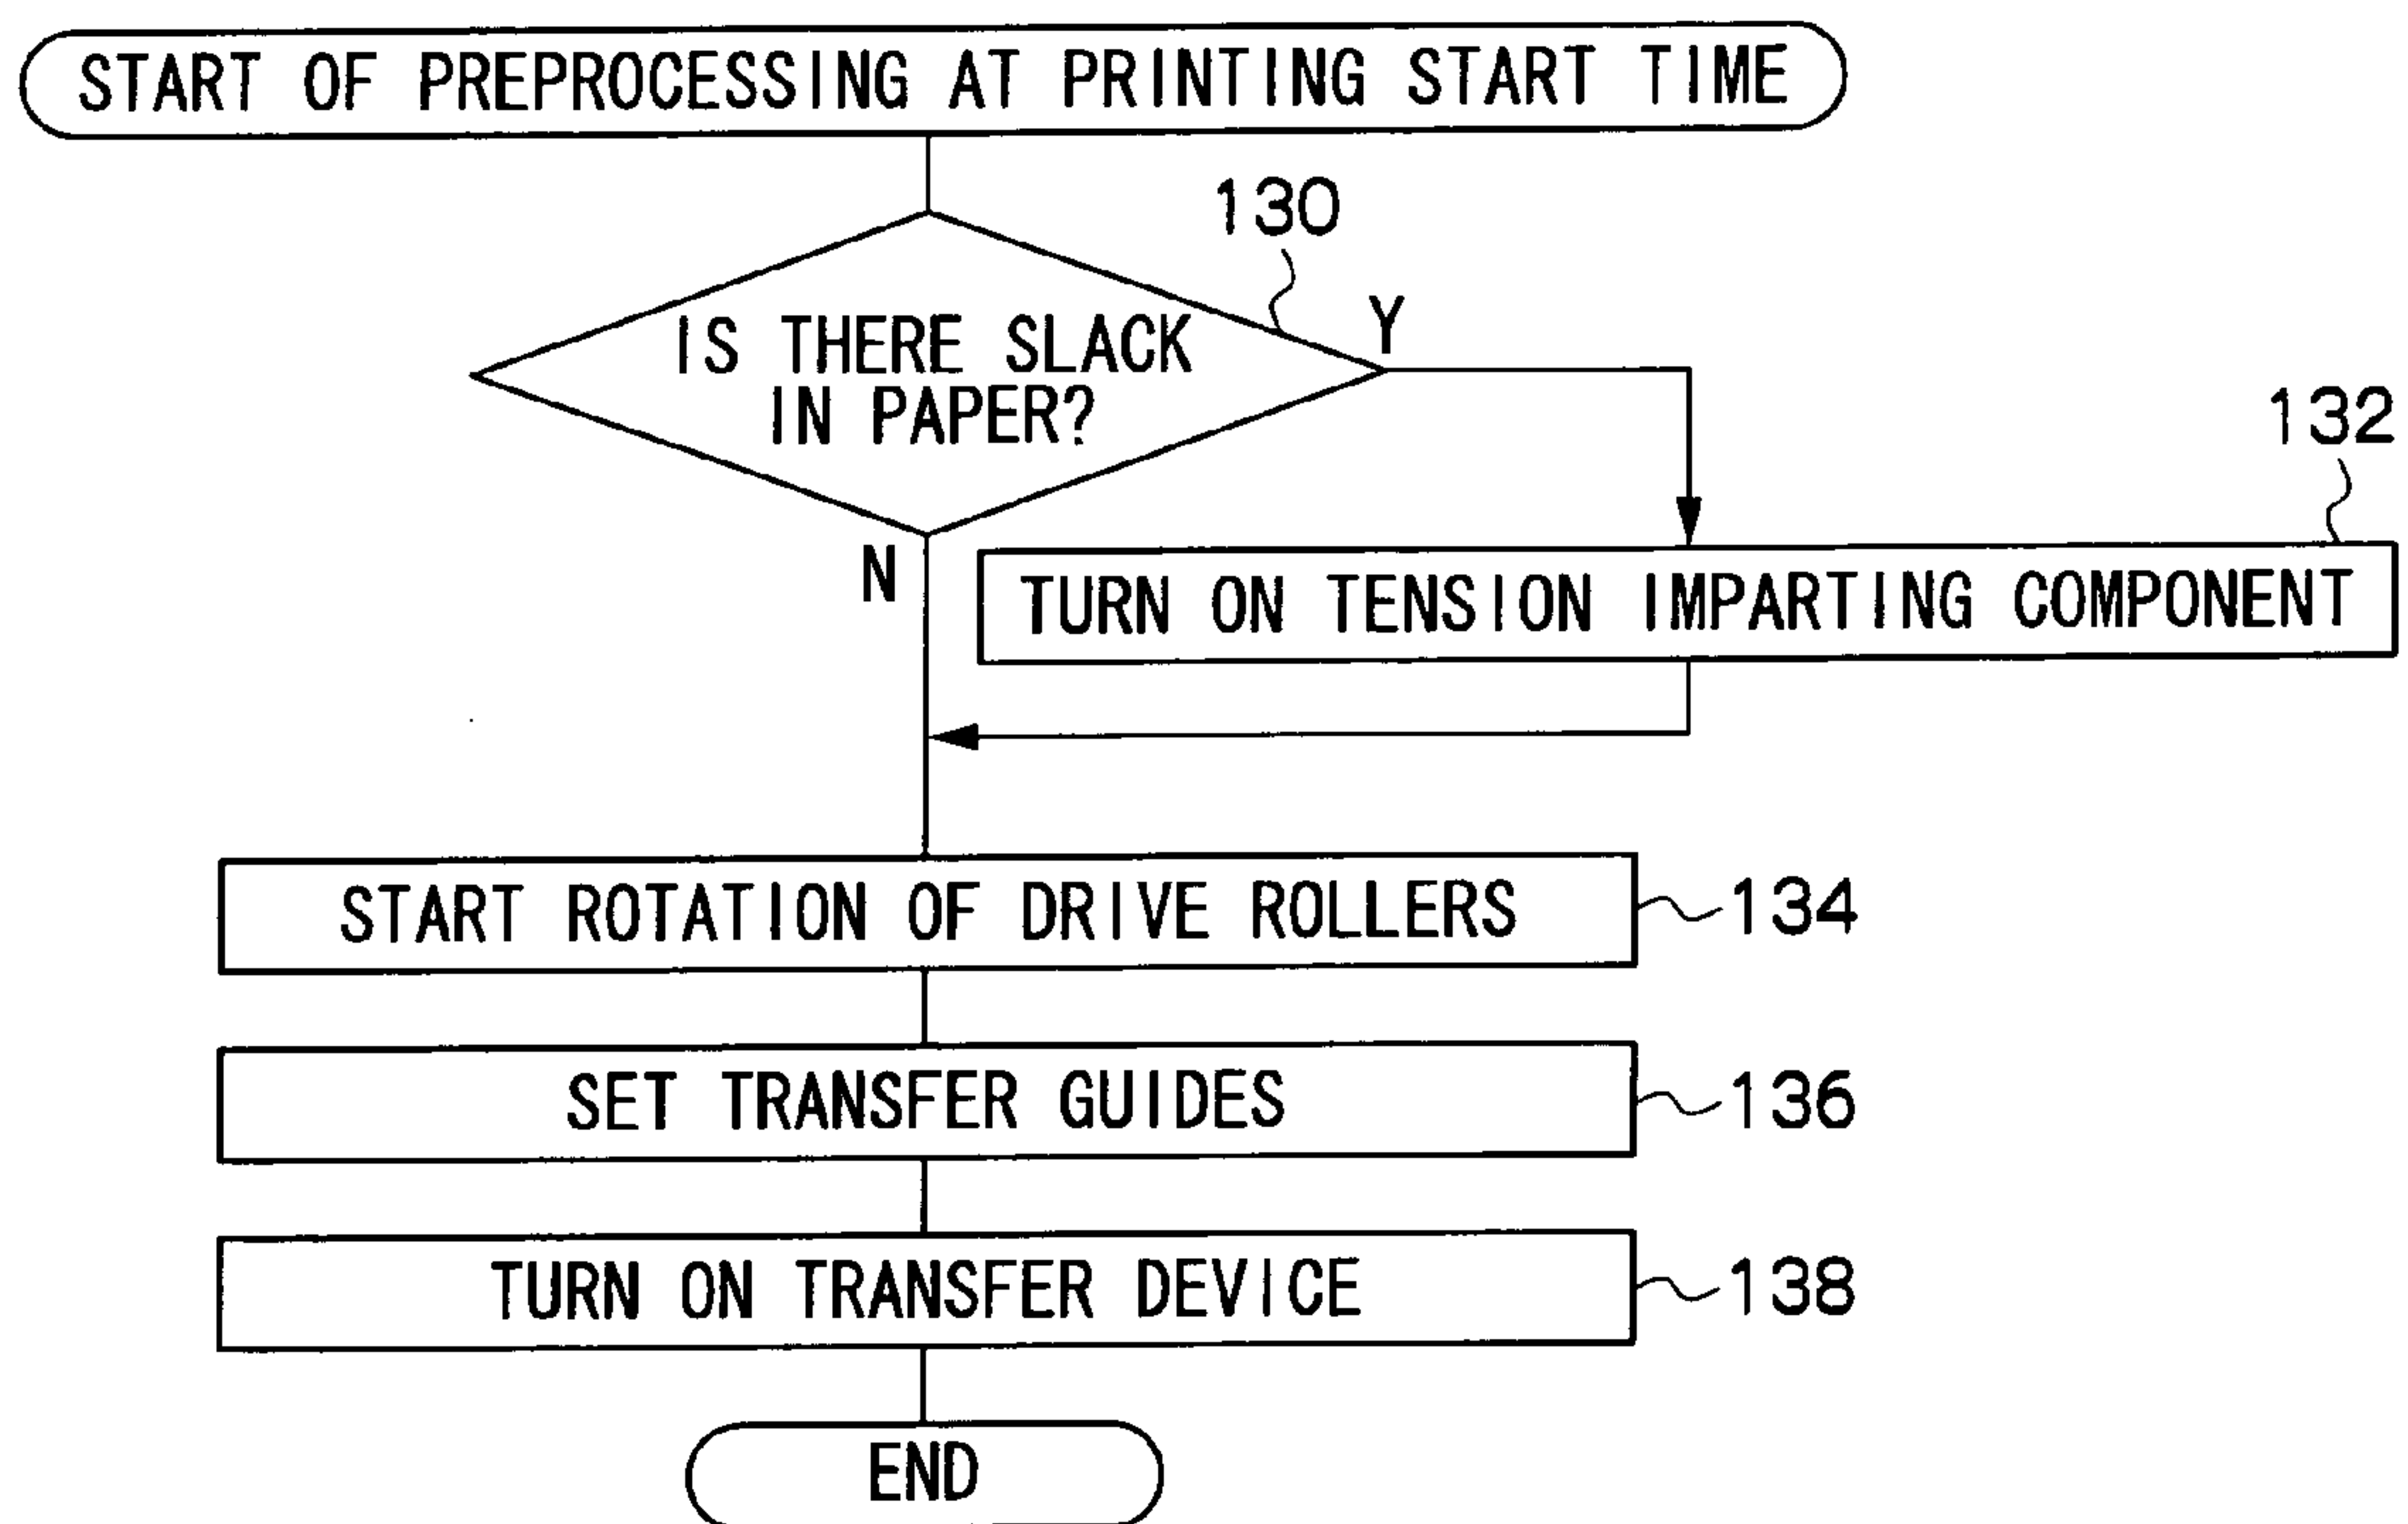 START OF PREPROCESSING AT PRINTING START TIME
130
IS THERE SLACK
IN PAPER?
Y
132
N
TURN ON TENSION IMPARTING COMPONENT
START ROTATION OF DRIVE ROLLERS
134
SET TRANSFER GUIDES
136
TURN ON TRANSFER DEVICE
138
END